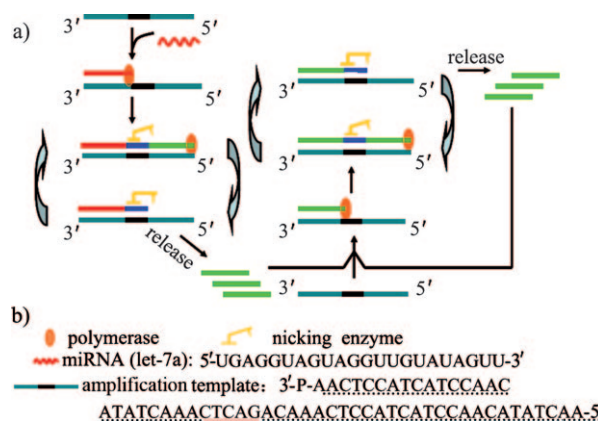 a)
3′ 5′
3′ 5′
3′ 5′
3′ 5′
release
3′ 5′
3′ 5′
3′ 5′
3′ 5′
release
b)
polymerase nicking enzyme
miRNA (let-7a): 5′-UGAGGUAGUAGGUUGUAUAGUU-3′
amplification template: 3′-P-AACTCCATCATCCAAC
ATATCAAACTCAGACAAACTCCATCATCCAACATATCAA-5